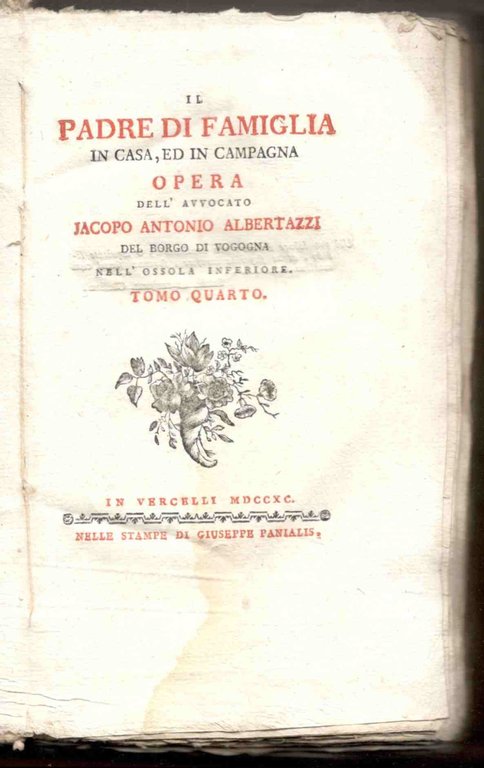 IL
PADRE DI FAMIGLIA
IN CASA, ED IN CAMPAGNA
OPERA
DELL' AVVOCATO
JACOPO ANTONIO ALBERTAZZI
DEL BORGO DI VOGOGNA
NELL' OSSOLA INFERIORE.
TOMO QUARTO.
IN VERCELLI MDCCXC.
NELLE STAMPE DI GIUSEPPE PANIALIS.